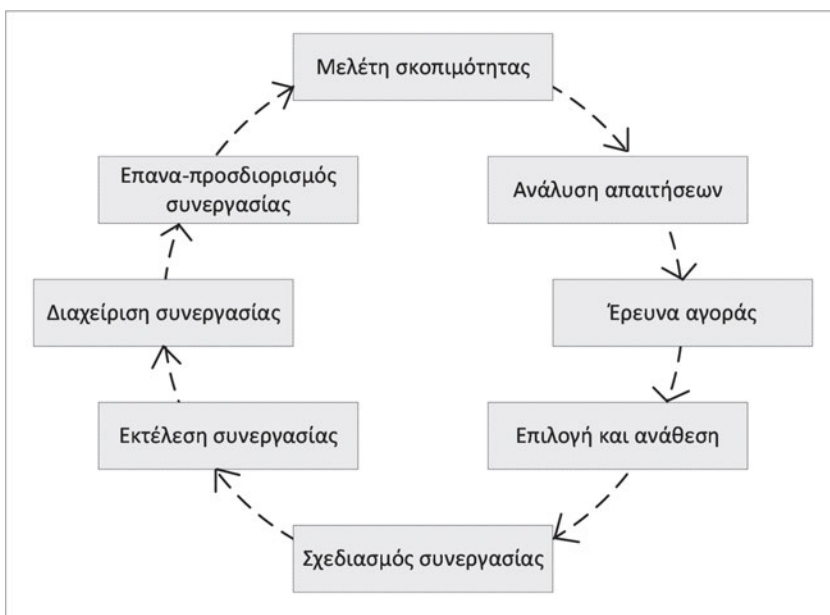 Μελέτη σκοπιμότητας
Ανάλυση απαιτήσεων
Έρευνα αγοράς
Επιλογή και ανάθεση
Σχεδιασμός συνεργασίας
Εκτέλεση συνεργασίας
Διαχείριση συνεργασίας
Επανα-προσδιορισμός
συνεργασίας